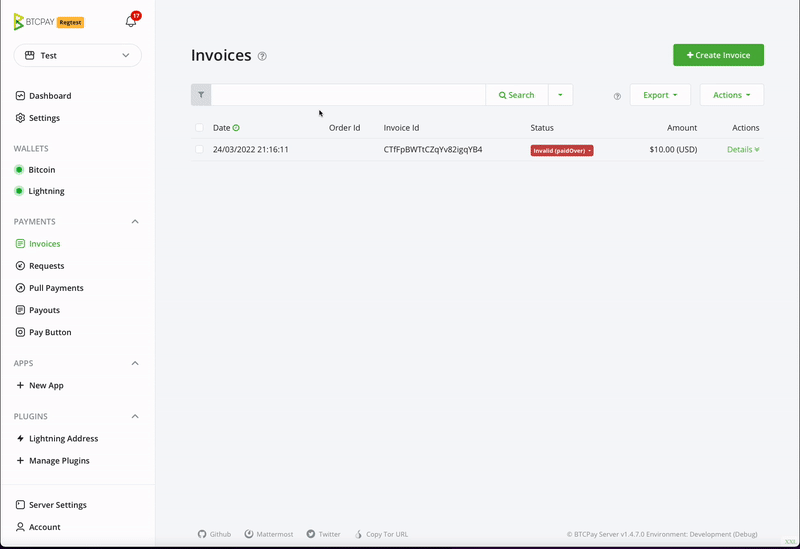 BTCPAY Regtest 17
Test
Dashboard
Settings
WALLETS
Bitcoin
Lightning
PAYMENTS
Invoices
Requests
Pull Payments
Payouts
Pay Button
APPS
New App
PLUGINS
Lightning Address
Manage Plugins
Server Settings
Account
Invoices
Create Invoice
Search Export Actions
Date Order Id Invoice Id Status Amount Actions
24/03/2022 21:16:11 CTfFpBWTtCZqYv82igqYB4 Invalid (paidOver) $10.00 (USD) Details
Github Mattermost Twitter Copy Tor URL © BTCPay Server v1.4.7.0 Environment: Development (Debug)
XXL